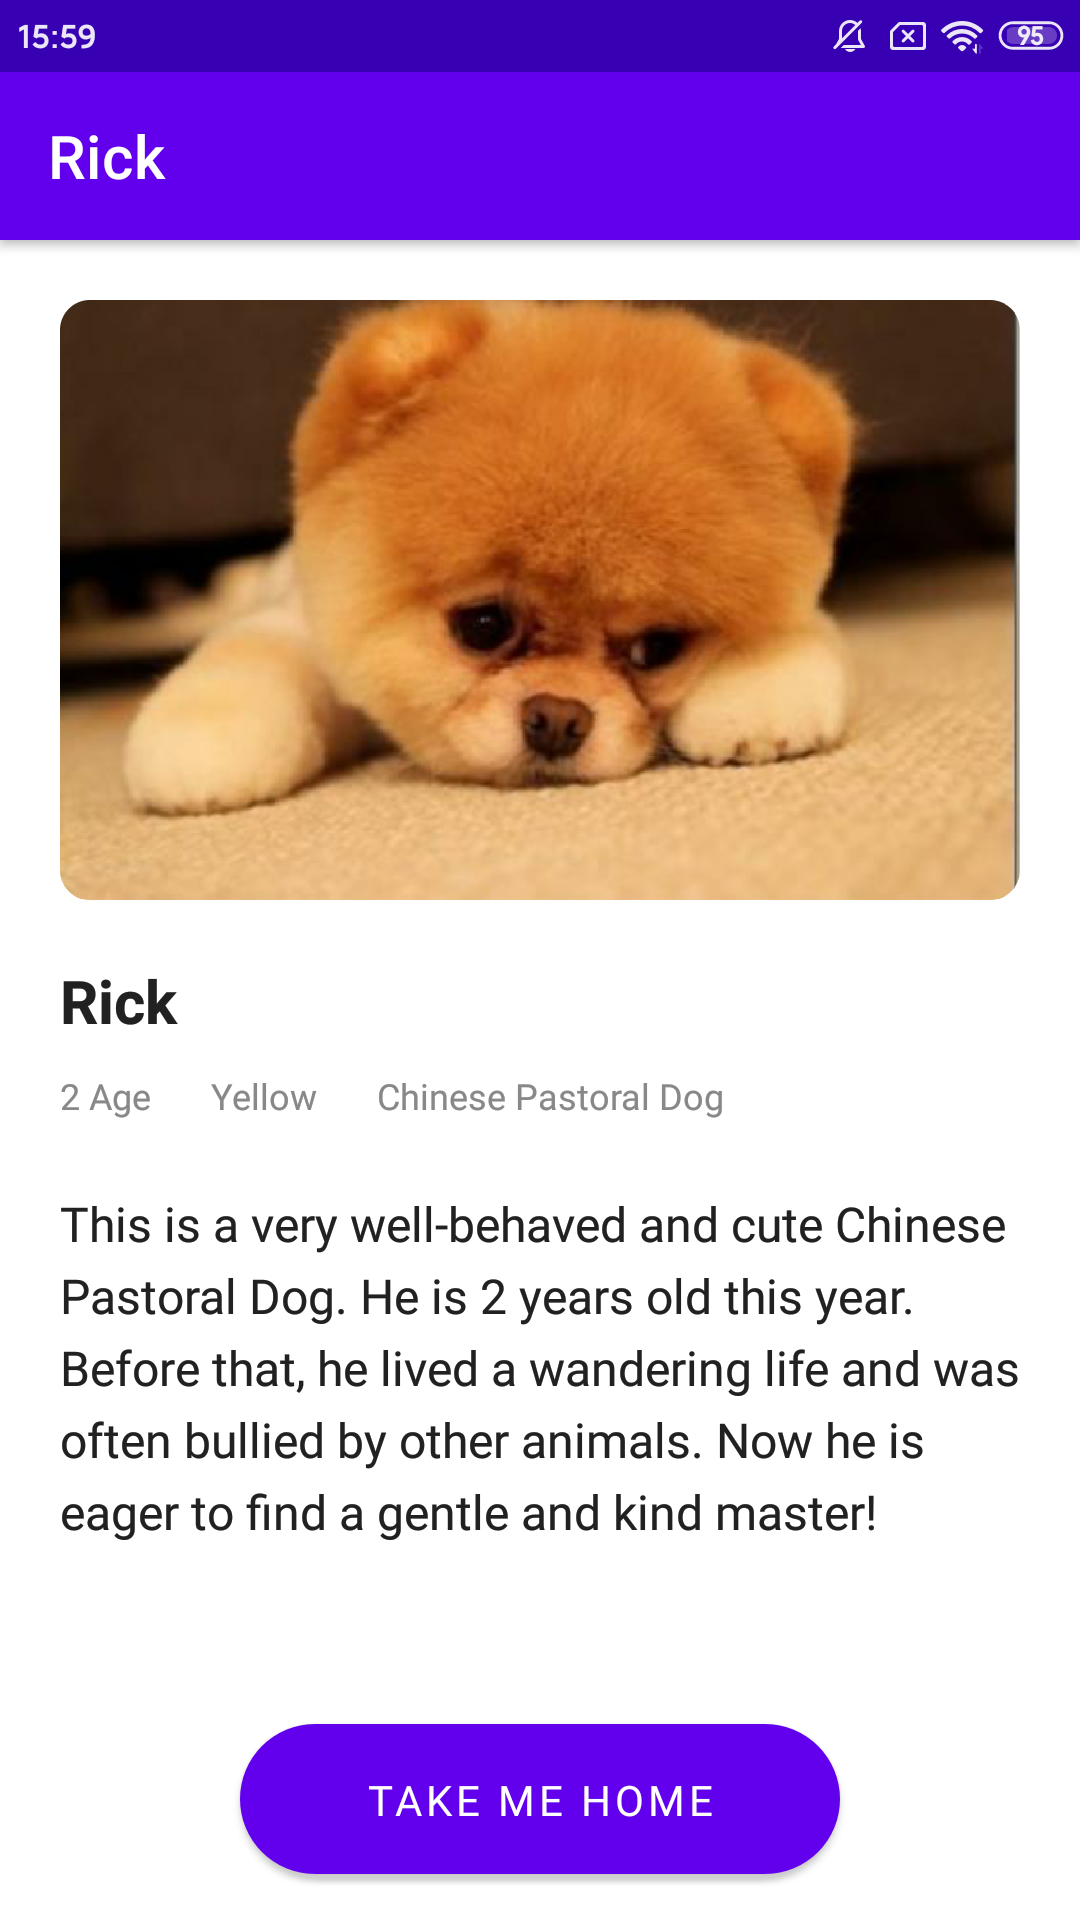 15:59
95
Rick
Rick
2 Age Yellow Chinese Pastoral Dog
This is a very well-behaved and cute Chinese
Pastoral Dog. He is 2 years old this year.
Before that, he lived a wandering life and was
often bullied by other animals. Now he is
eager to find a gentle and kind master!
TAKE ME HOME